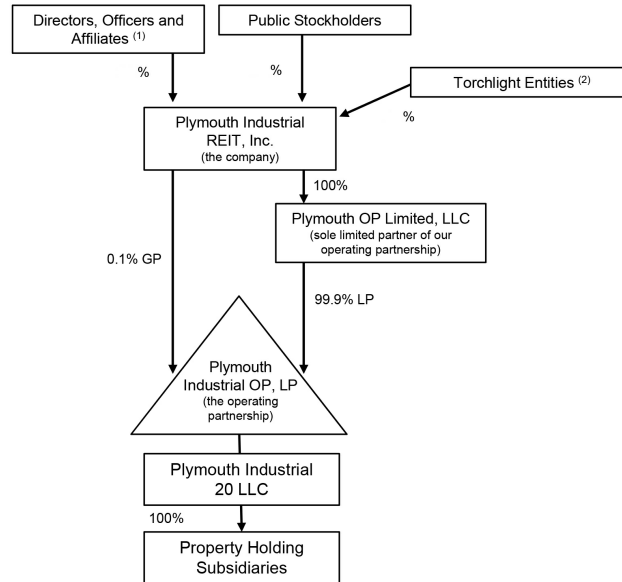 Directors, Officers and
Affiliates (1)
Public Stockholders
%
%
Torchlight Entities (2)
%
Plymouth Industrial
REIT, Inc.
(the company)
100%
Plymouth OP Limited, LLC
(sole limited partner of our
operating partnership)
0.1% GP
99.9% LP
Plymouth
Industrial OP, LP
(the operating
partnership)
Plymouth Industrial
20 LLC
100%
Property Holding
Subsidiaries